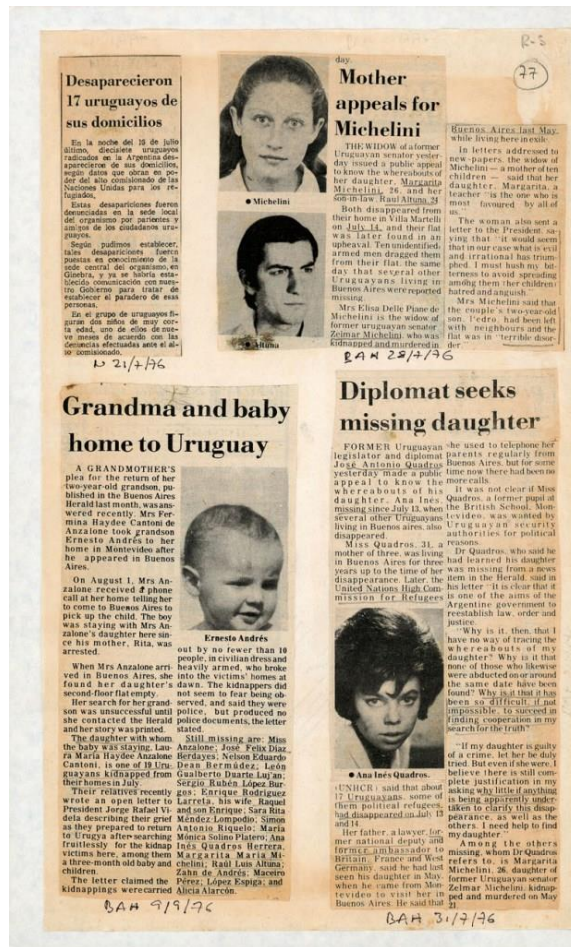 R-S
77
Desaparecieron
17 uruguayos de
sus domicilios
En la noche del 10 de julio
último, diecisiete uruguayos
radicados en la Argentina des-
aparecieron de sus domicilios,
según datos que obran en po-
der del alto comisionado de las
Naciones Unidas para los re-
fugiados.
Estas desapariciones fueron
denunciadas en la sede local
del organismo por parientes y
amigos de los ciudadanos uru-
guayos.
Según pudimos establecer,
tales desapariciones fueron
puestas en conocimiento de la
sede central del organismo, en
Ginebra, y ya se habría esta-
blecido comunicación con nues-
tro Gobierno para tratar de
establecer el paradero de esas
personas.
En el grupo de uruguayos fi-
guran dos niños de muy cor-
ta edad, uno de ellos de nue-
ve meses de acuerdo con las
denuncias efectuadas ante el al-
to comisionado.
N 21/7/76
● Michelini
● Altuna
day.
Mother
appeals for
Michelini
THE WIDOW of a former
Uruguayan senator yester-
day issued a public appeal
to know the whereabouts of
her daughter, Margarita
Michelini, 26, and her
son-in-law, Raul Altuna, 24.
Both disappeared from
their home in Villa Martelli
on July 14, and their flat
was later found in an
upheaval. Ten unidentified
armed men dragged them
from their flat, the same
day that several other
Uruguayans living in
Buenos Aires were reported
missing.
Mrs Elisa Delle Piane de
Michelini is the widow of
former uruguayan senator
Zelmar Michelini, who was
kidnapped and murdered in
Buenos Aires last May,
while living here in exile.
In letters addressed to
newspapers, the widow of
Michelini — a mother of ten
children — said that her
daughter, Margarita, a
teacher "is the one who is
most favoured by all of
us."
The woman also sent a
letter to the President, sa-
ying that "it would seem
that in our case what is evil
and irrational has trium-
phed. I must hush my bit-
terness to avoid spreading
among them (her children)
hatred and anguish."
Mrs Michelini said that
the couple's two-year-old
son, Pedro, had been left
with neighbours and the
flat was in "terrible disor-
der."
BAH 28/7/76
Grandma and baby
home to Uruguay
A GRANDMOTHER'S
plea for the return of her
two-year-old grandson, pu-
blished in the Buenos Aires
Herald last month, was an-
swered recently. Mrs Fer-
mina Haydee Cantoni de
Anzalone took grandson
Ernesto Andrés to her
home in Montevideo after
he appeared in Buenos
Aires.
On August 1, Mrs An-
zalone received a phone
call at her home telling her
to come to Buenos Aires to
pick up the child. The boy
was staying with Mrs An-
zalone's daughter here sin-
ce his mother, Rita, was
arrested.
When Mrs Anzalone arri-
ved in Buenos Aires, she
found her daughter's
second-floor flat empty.
Her search for her grand-
son was unsuccessful until
she contacted the Herald
and her story was printed.
The daughter with whom
the baby was staying, Lau-
ra María Haydee Anzalone
Cantoni, is one of 19 Uru-
guayans kidnapped from
their homes in July.
Their relatives recently
wrote an open letter to
President Jorge Rafael Vi-
dela describing their grief
as they prepared to return
to Urugya after searching
fruitlessly for the kidnap
victims here, among them
a three-month old baby and
children.
The letter claimed the
kidnappings were carried
Ernesto Andrés
out by no fewer than 10
people, in civilian dress and
heavily armed, who broke
into the victims' homes at
dawn. The kidnappers did
not seem to fear being ob-
served, and said they were
police, but produced no
police documents, the letter
stated.
Still missing are: Miss
Anzalone; José Felix Díaz
Berdayes; Nelson Eduardo
Dean Bermúdez; León
Gualberto Duarte Luján;
Sergio Rubén López Bur-
gos; Enrique Rodríguez
Larreta, his wife, Raquel
and son Enrique; Sara Rita
Méndez Lompodio; Simon
Antonio Riquelo; María
Mónica Solino Platero; Ana
Inés Quadros Herrera,
Margarita María Mi-
chelini; Raúl Luis Altuna;
Zahn de Andrés; Maceiro
Pérez; López Espiga; and
Alicia Alarcón.
BAH 9/9/76
Diplomat seeks
missing daughter
FORMER Uruguayan
legislator and diplomat
José Antonio Quadros
yesterday made a public
appeal to know the
whereabouts of his
daughter, Ana Inés,
missing since July 13, when
several other Uruguayans
living in Buenos aires, also
disappeared.
Miss Quadros, 31, a
mother of three, was living
in Buenos Aires for three
years up to the time of her
disappearance. Later, the
United Nations High Com-
mission for Refugees
● Ana Inés Quadros.
(UNHCR) said that about
17 Uruguayans, some of
them political refugees,
had disappeared on July 13
and 14.
Her father, a lawyer, for-
mer national deputy and
former ambassador to
Britain, France and West
Germany, said he had last
seen his daughter in May,
when he came from Mon-
tevideo to visit her in
Buenos Aires. He said that
she used to telephone her
parents regularly from
Buenos Aires, but for some
time now there had been no
more calls.
It was not clear if Miss
Quadros, a former pupil at
the British School, Mon-
tevideo, was wanted by
Uruguayan security
authorities for political
reasons.
Dr Quadros, who said he
had learned his daughter
was missing from a news
item in the Herald, said in
his letter "It is clear that it
is one of the aims of the
Argentine government to
reestablish law, order and
justice.
"Why is it, then, that I
have no way of tracing the
whereabouts of my
daughter? Why is it that
none of those who likewise
were abducted on or around
the same date have been
found? Why is it that it has
been so difficult, if not
impossible, to succeed in
finding cooperation in my
search for the truth?"
"If my daughter is guilty
of a crime, let her be duly
tried. But even if she were, I
believe there is still com-
plete justification in my
asking why little if anything
is being apparently under-
taken to clarify this disap-
pearance, as well as the
others. I need help to find
my daughter."
Among the others
missing, whom Dr Quadros
refers to, is Margarita
Michelini, 26, daughter of
former Uruguayan senator
Zelmar Michelini, kidnap-
ped and murdered on May
21.
BAH 31/7/76